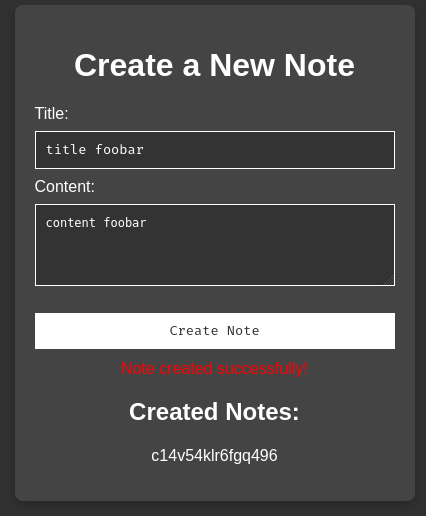 Create a New Note
Title:
title foobar
Content:
content foobar
Create Note
Note created successfully!
Created Notes:
c14v54klr6fgq496